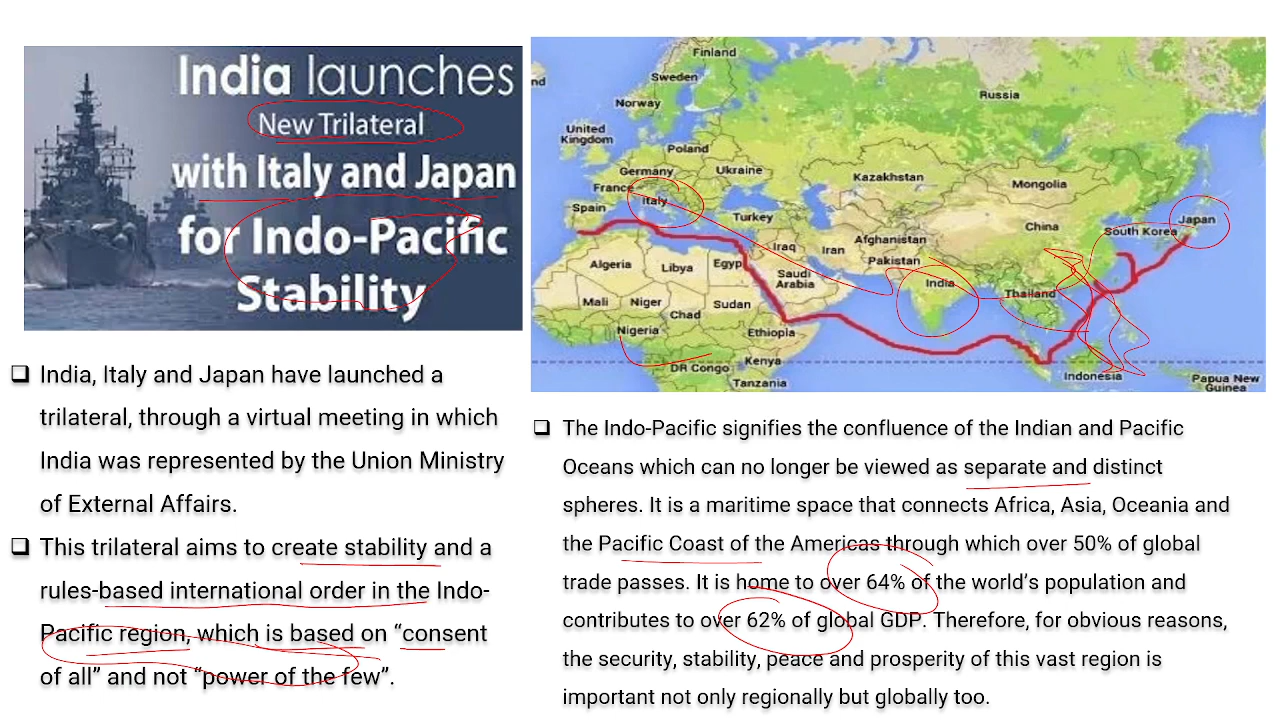 India launches
New Trilateral
with Italy and Japan
for Indo-Pacific
Stability
❑ India, Italy and Japan have launched a
trilateral, through a virtual meeting in which
India was represented by the Union Ministry
of External Affairs.
❑ This trilateral aims to create stability and a
rules-based international order in the Indo-
Pacific region, which is based on “consent
of all” and not “power of the few”.
Finland
nd
Sweden
Russia
Norway
United
Kingdom
Poland
Germany
Ukraine
France
Kazakhstan
Mongolia
Italy
Spain
Turkey
Japan
South Korea
China
Iraq
Iran
Afghanistan
Pakistan
Algeria
Libya
Egypt
Saudi
Arabia
India
Thailand
Mali
Niger
Sudan
Chad
Nigeria
Ethiopia
Kenya
DR Congo
Tanzania
Indonesia
Papua New
Guinea
❑ The Indo-Pacific signifies the confluence of the Indian and Pacific
Oceans which can no longer be viewed as separate and distinct
spheres. It is a maritime space that connects Africa, Asia, Oceania and
the Pacific Coast of the Americas through which over 50% of global
trade passes. It is home to over 64% of the world’s population and
contributes to over 62% of global GDP. Therefore, for obvious reasons,
the security, stability, peace and prosperity of this vast region is
important not only regionally but globally too.